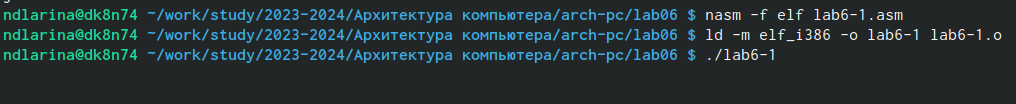 ndlarina@dk8n74 ~/work/study/2023-2024/Архитектура компьютера/arch-pc/lab06 $ nasm -f elf lab6-1.asm
ndlarina@dk8n74 ~/work/study/2023-2024/Архитектура компьютера/arch-pc/lab06 $ ld -m elf_i386 -o lab6-1 lab6-1.o
ndlarina@dk8n74 ~/work/study/2023-2024/Архитектура компьютера/arch-pc/lab06 $ ./lab6-1